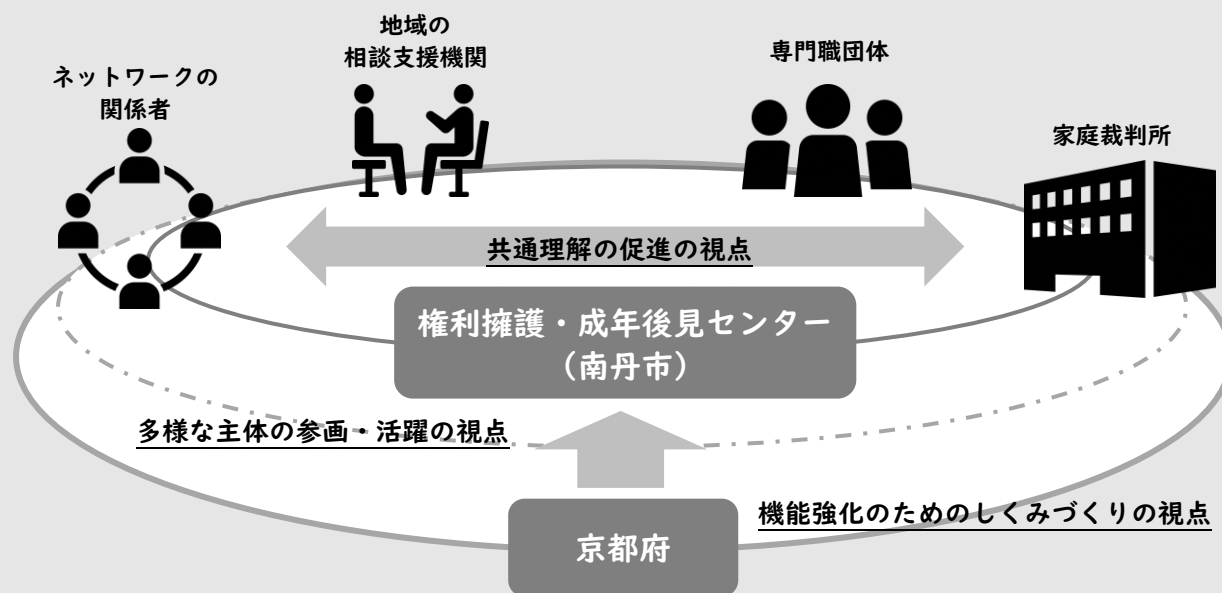 地域の
相談支援機関
専門職団体
ネットワークの
関係者
家庭裁判所
共通理解の促進の視点
権利擁護・成年後見センター
（南丹市）
多様な主体の参画・活躍の視点
機能強化のためのしくみづくりの視点
京都府